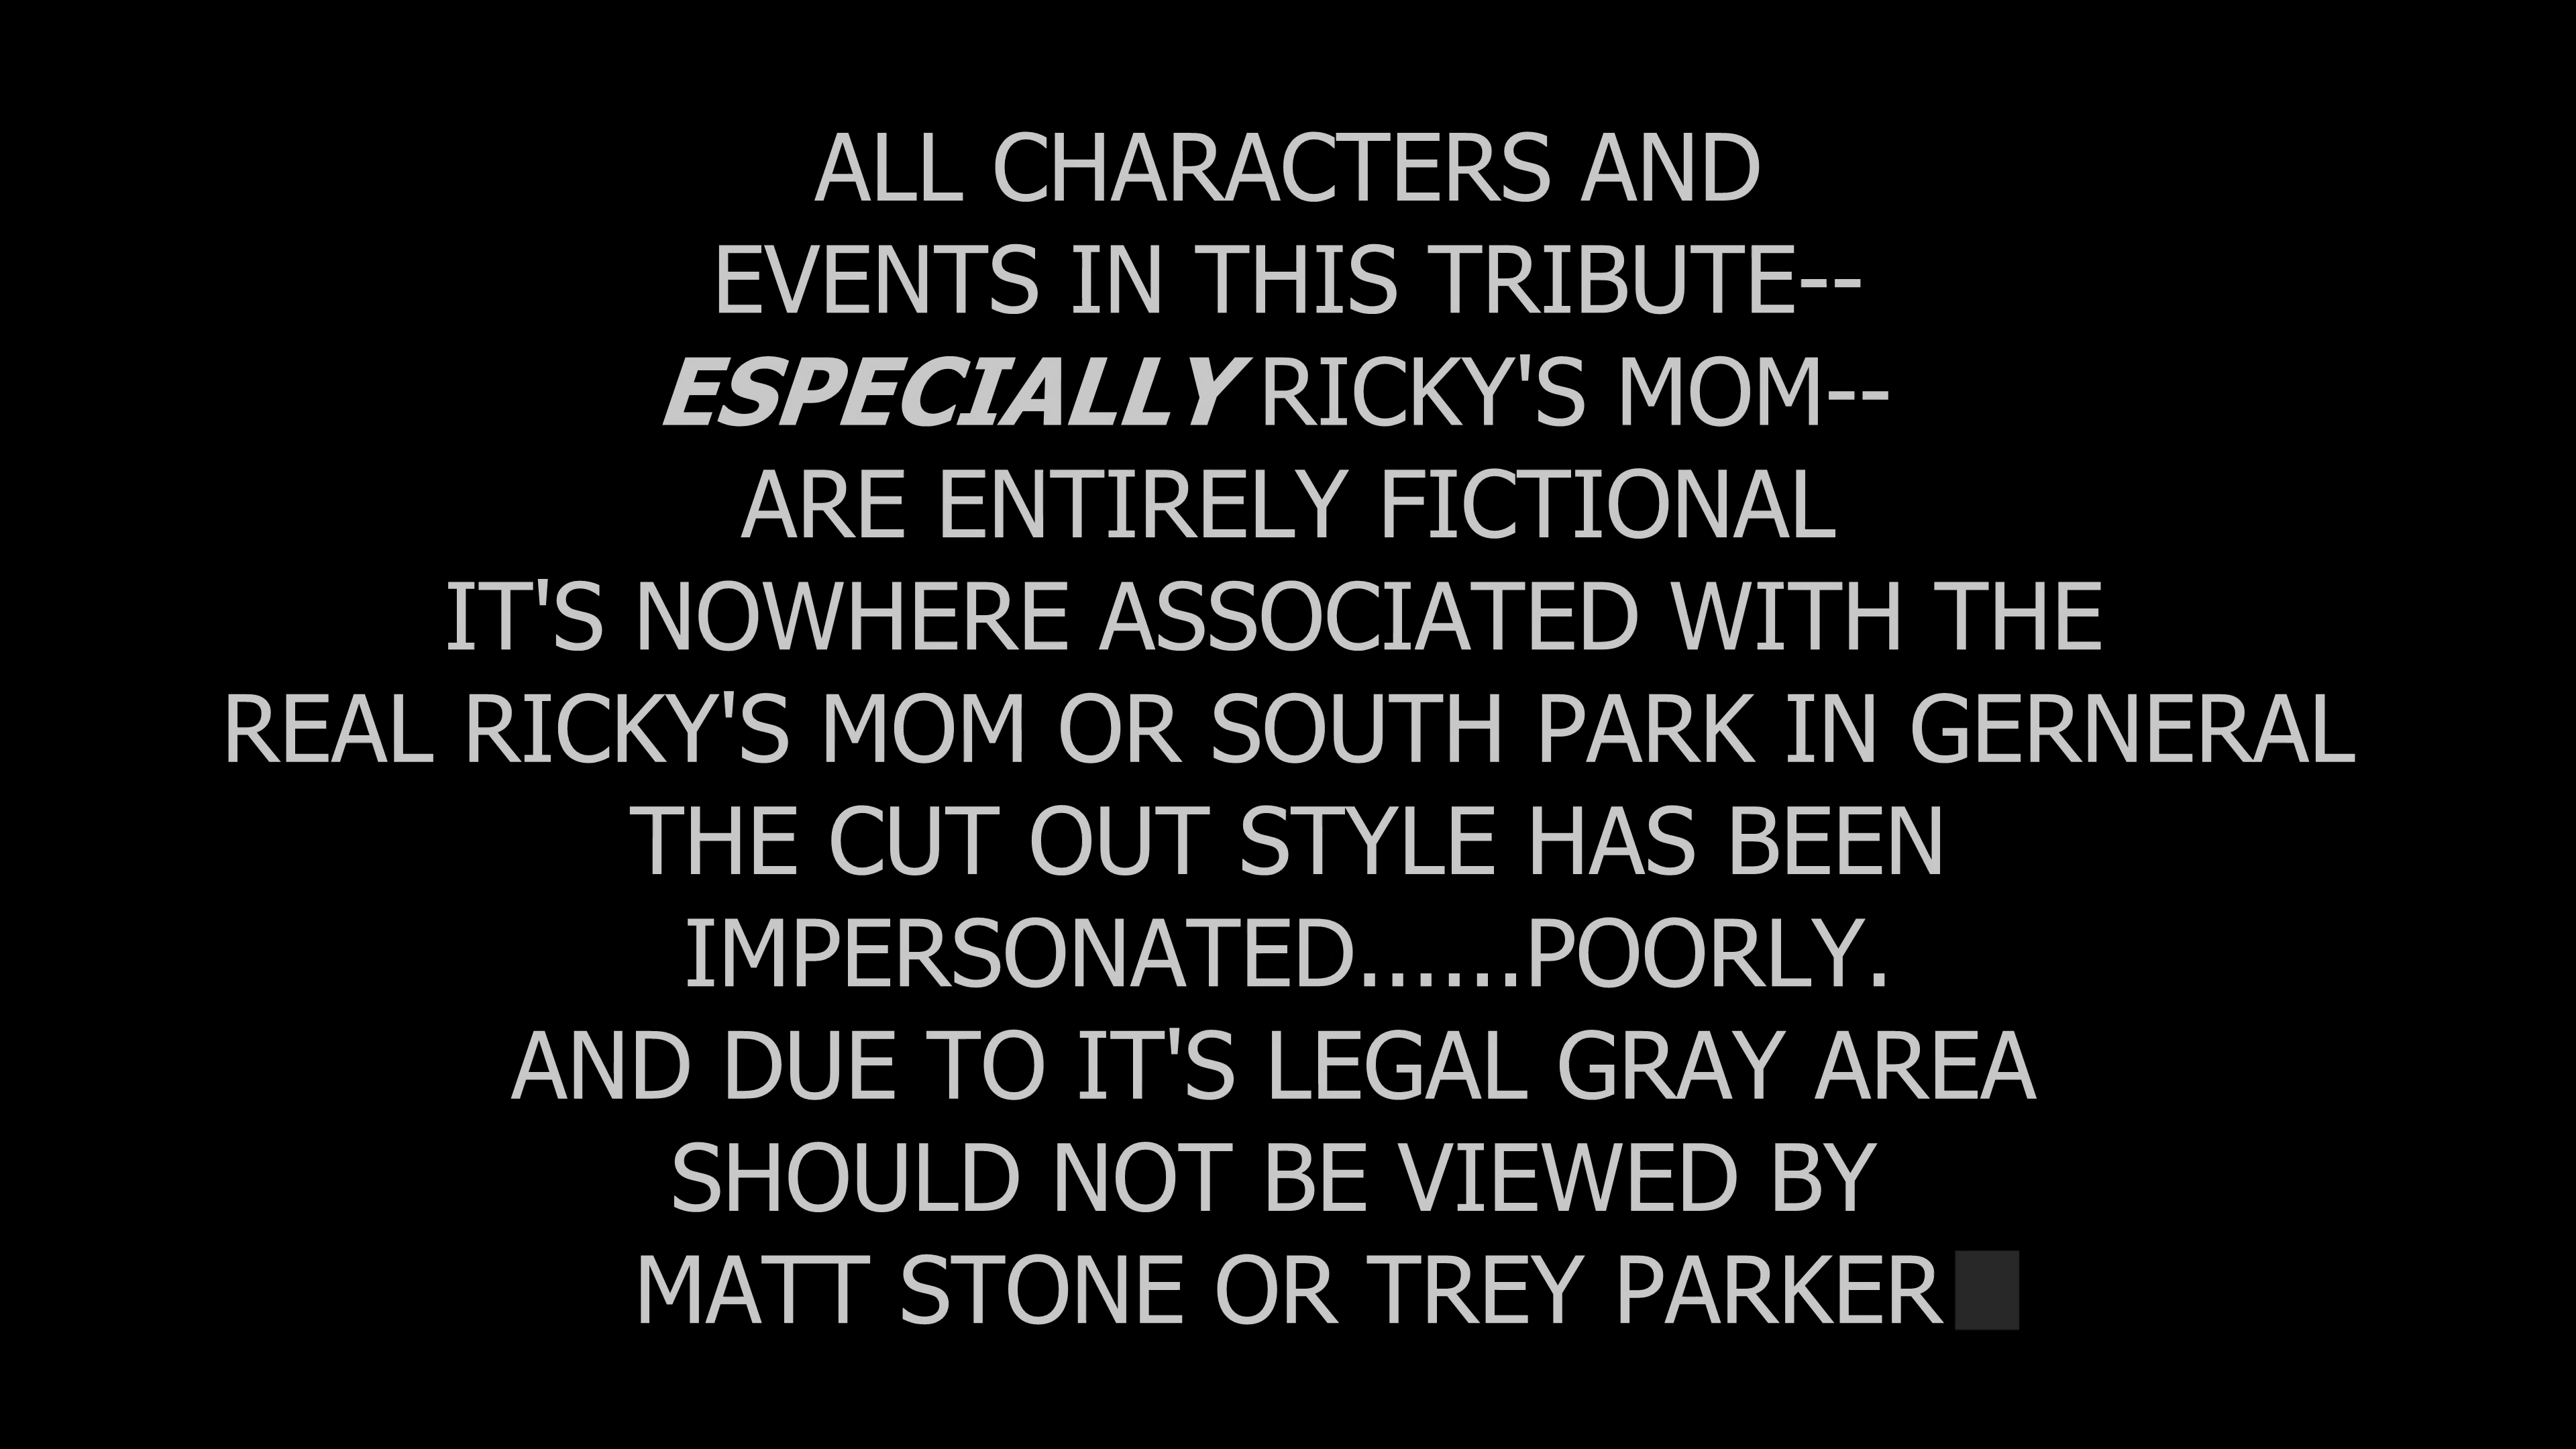 ALL CHARACTERS AND
EVENTS IN THIS TRIBUTE--
ESPECIALLY RICKY'S MOM--
ARE ENTIRELY FICTIONAL
IT'S NOWHERE ASSOCIATED WITH THE
REAL RICKY'S MOM OR SOUTH PARK IN GERNERAL
THE CUT OUT STYLE HAS BEEN
IMPERSONATED......POORLY.
AND DUE TO IT'S LEGAL GRAY AREA
SHOULD NOT BE VIEWED BY
MATT STONE OR TREY PARKER